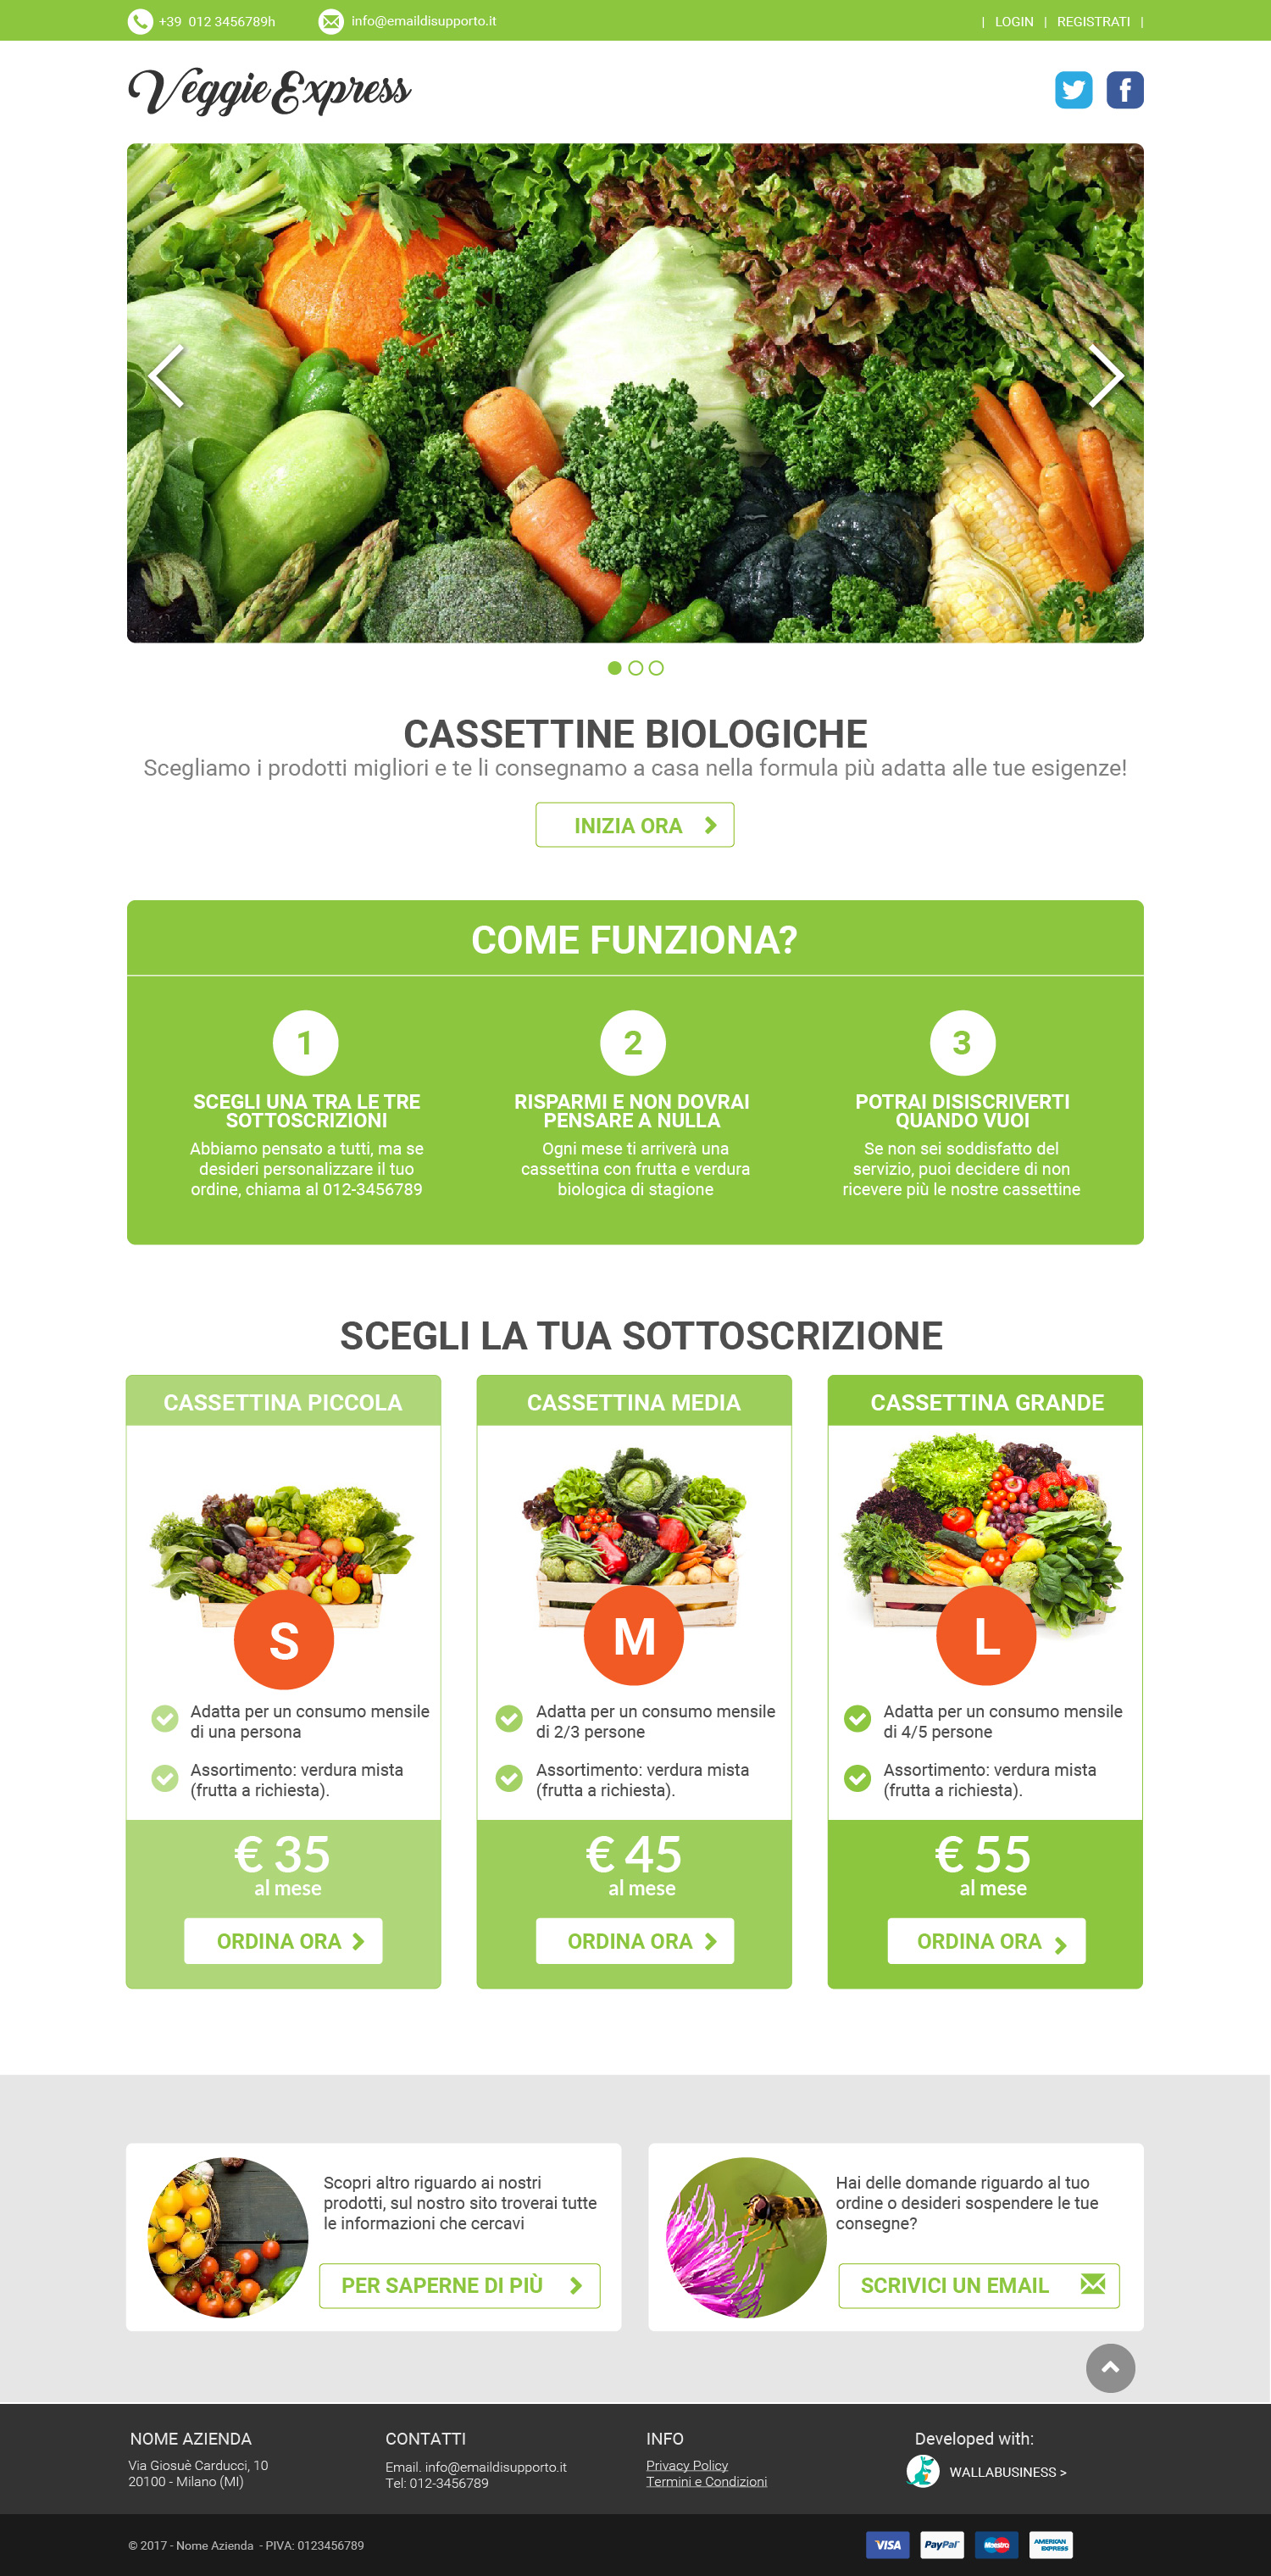 +39 012 3456789h info@emaildisupporto.it | LOGIN | REGISTRATI |
Veggie Express
CASSETTINE BIOLOGICHE
Scegliamo i prodotti migliori e te li consegnamo a casa nella formula più adatta alle tue esigenze!
INIZIA ORA
COME FUNZIONA?
1
SCEGLI UNA TRA LE TRE
SOTTOSCRIZIONI
Abbiamo pensato a tutti, ma se
desideri personalizzare il tuo
ordine, chiama al 012-3456789
2
RISPARMI E NON DOVRAI
PENSARE A NULLA
Ogni mese ti arriverà una
cassettina con frutta e verdura
biologica di stagione
3
POTRAI DISISCRIVERTI
QUANDO VUOI
Se non sei soddisfatto del
servizio, puoi decidere di non
ricevere più le nostre cassettine
SCEGLI LA TUA SOTTOSCRIZIONE
CASSETTINA PICCOLA
S
Adatta per un consumo mensile
di una persona
Assortimento: verdura mista
(frutta a richiesta).
€ 35
al mese
ORDINA ORA
CASSETTINA MEDIA
M
Adatta per un consumo mensile
di 2/3 persone
Assortimento: verdura mista
(frutta a richiesta).
€ 45
al mese
ORDINA ORA
CASSETTINA GRANDE
L
Adatta per un consumo mensile
di 4/5 persone
Assortimento: verdura mista
(frutta a richiesta).
€ 55
al mese
ORDINA ORA
Scopri altro riguardo ai nostri
prodotti, sul nostro sito troverai tutte
le informazioni che cercavi
PER SAPERNE DI PIÙ
Hai delle domande riguardo al tuo
ordine o desideri sospendere le tue
consegne?
SCRIVICI UN EMAIL
NOME AZIENDA
Via Giosuè Carducci, 10
20100 - Milano (MI)
CONTATTI
Email. info@emaildisupporto.it
Tel: 012-3456789
INFO
Privacy Policy
Termini e Condizioni
Developed with:
WALLABUSINESS >
© 2017 - Nome Azienda - PIVA: 0123456789
VISA
PayPal
Maestro
AMERICAN
EXPRESS